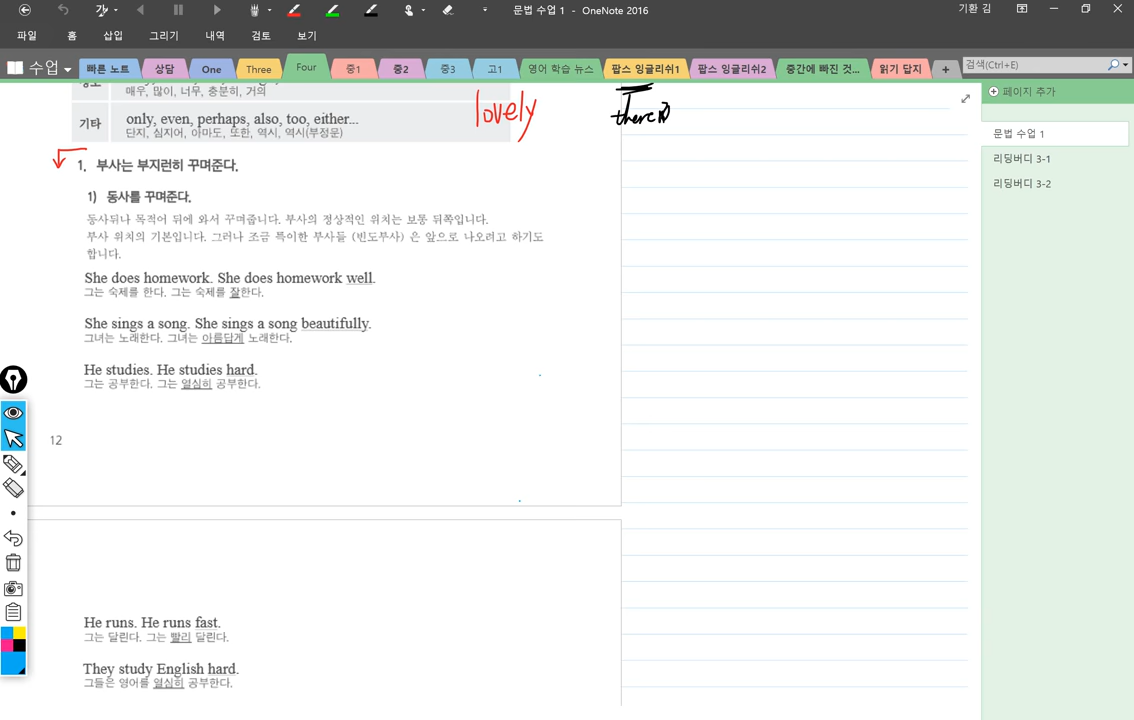 문법 수업 1 - OneNote 2016
기환 김
파일 홈 삽입 그리기 내역 검토 보기
수업 빠른 노트 상담 One Three Four 중1 중2 중3 고1 영어 학습 뉴스 팝스 잉글리쉬1 팝스 잉글리쉬2 중간에 빠진 것... 읽기 답지 + 검색(Ctrl+E)
페이지 추가
문법 수업 1
리딩버디 3-1
리딩버디 3-2
매우, 많이, 너무, 충분히, 거의
lovely
there
기타
only, even, perhaps, also, too, either...
단지, 심지어, 아마도, 또한, 역시, 역시(부정문)
1. 부사는 부지런히 꾸며준다.
1) 동사를 꾸며준다.
동사뒤나 목적어 뒤에 와서 꾸며줍니다. 부사의 정상적인 위치는 보통 뒤쪽입니다.
부사 위치의 기본입니다. 그러나 조금 특이한 부사들 (빈도부사) 은 앞으로 나오려고 하기도
합니다.
She does homework. She does homework well.
그는 숙제를 한다. 그는 숙제를 잘한다.
She sings a song. She sings a song beautifully.
그녀는 노래한다. 그녀는 아름답게 노래한다.
He studies. He studies hard.
그는 공부한다. 그는 열심히 공부한다.
12
He runs. He runs fast.
그는 달린다. 그는 빨리 달린다.
They study English hard.
그들은 영어를 열심히 공부한다.